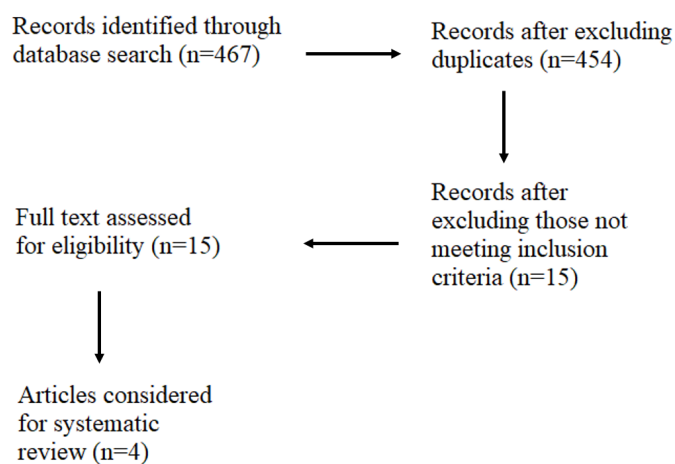 Records identified through
database search (n=467)
Records after excluding
duplicates (n=454)
Records after
excluding those not
meeting inclusion
criteria (n=15)
Full text assessed
for eligibility (n=15)
Articles considered
for systematic
review (n=4)